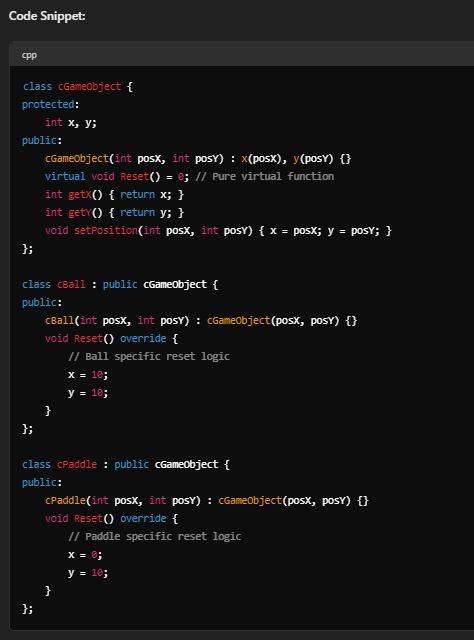 Code Snippet:
cpp
class cGameObject {
protected:
    int x, y;
public:
    cGameObject(int posX, int posY) : x(posX), y(posY) {}
    virtual void Reset() = 0; // Pure virtual function
    int getX() { return x; }
    int getY() { return y; }
    void setPosition(int posX, int posY) { x = posX; y = posY; }
};

class cBall : public cGameObject {
public:
    cBall(int posX, int posY) : cGameObject(posX, posY) {}
    void Reset() override {
        // Ball specific reset logic
        x = 10;
        y = 10;
    }
};

class cPaddle : public cGameObject {
public:
    cPaddle(int posX, int posY) : cGameObject(posX, posY) {}
    void Reset() override {
        // Paddle specific reset logic
        x = 0;
        y = 10;
    }
};